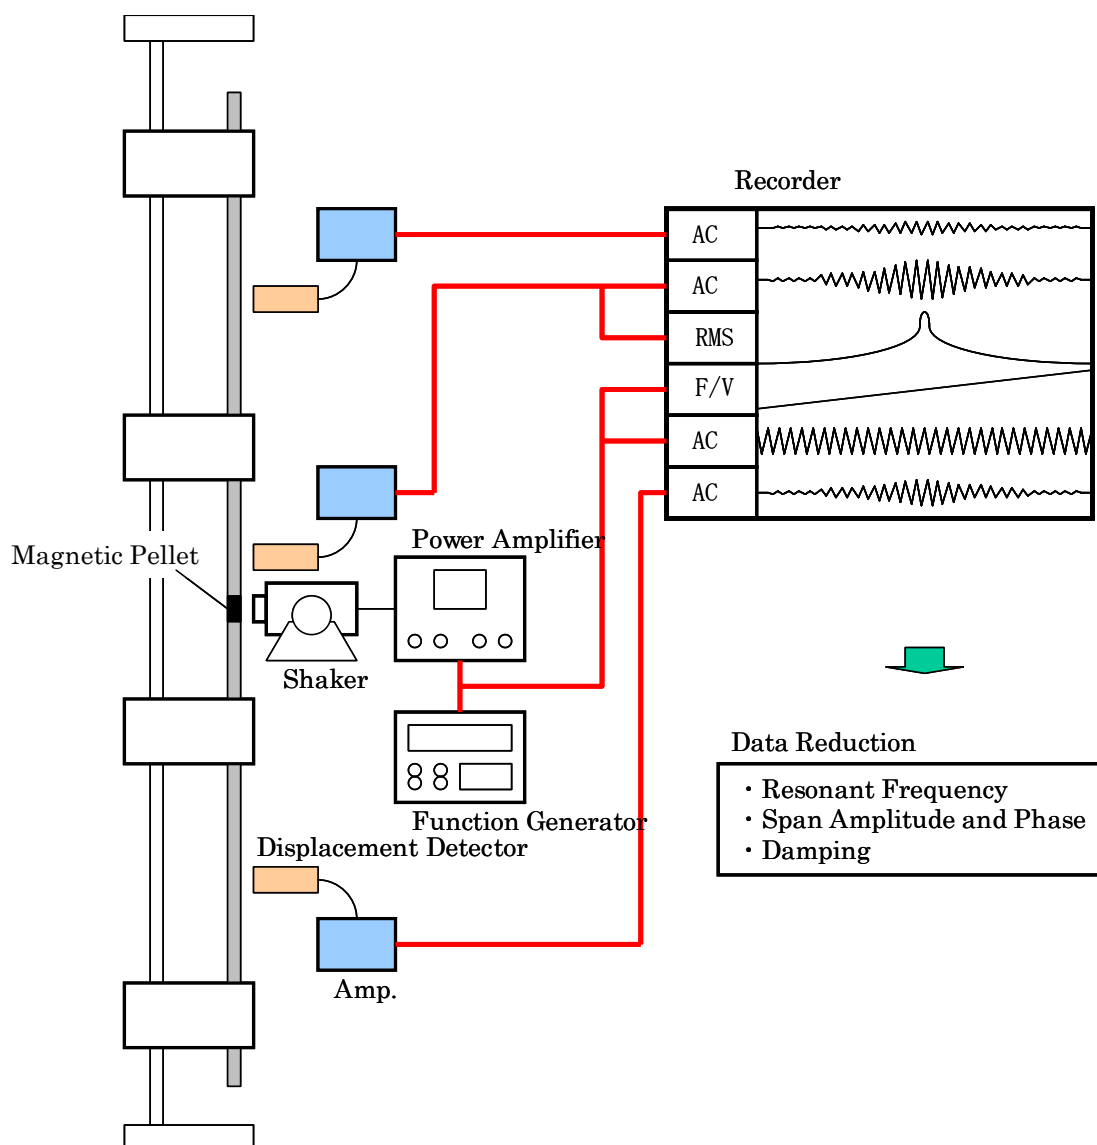 Recorder
AC
AC
RMS
F/V
AC
AC
Magnetic Pellet
Power Amplifier
Shaker
Function Generator
Displacement Detector
Amp.
Data Reduction
・Resonant Frequency
・Span Amplitude and Phase
・Damping